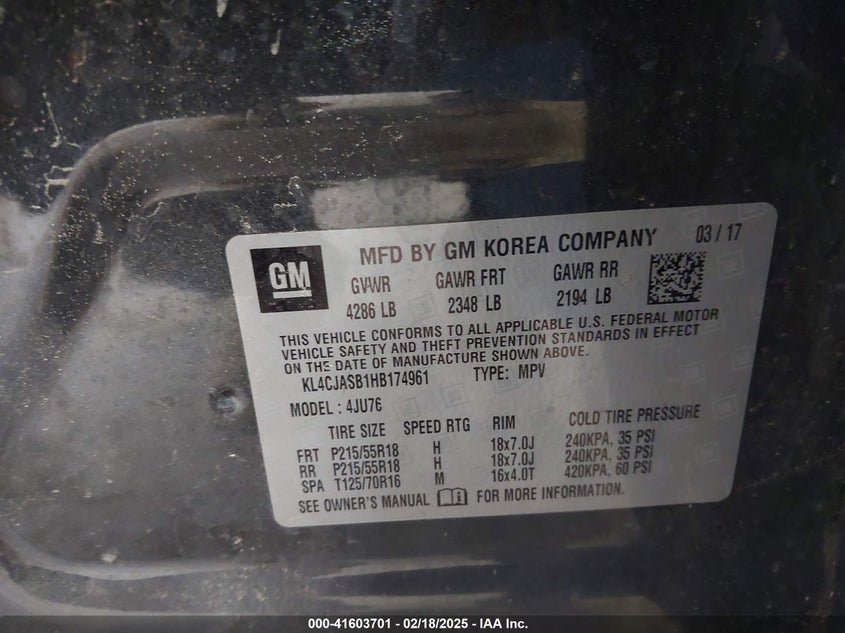 GM
MFD BY GM KOREA COMPANY 03 / 17
GVWR GAWR FRT GAWR RR
4286 LB 2348 LB 2194 LB
THIS VEHICLE CONFORMS TO ALL APPLICABLE U.S. FEDERAL MOTOR
VEHICLE SAFETY AND THEFT PREVENTION STANDARDS IN EFFECT
ON THE DATE OF MANUFACTURE SHOWN ABOVE.
KL4CJASB1HB174961 TYPE: MPV
MODEL : 4JU76
TIRE SIZE SPEED RTG RIM COLD TIRE PRESSURE
FRT P215/55R18 H 18x7.0J 240KPA, 35 PSI
RR P215/55R18 H 18x7.0J 240KPA, 35 PSI
SPA T125/70R16 M 16x4.0T 420KPA, 60 PSI
SEE OWNER'S MANUAL FOR MORE INFORMATION.
000-41603701 - 02/18/2025 - IAA Inc.